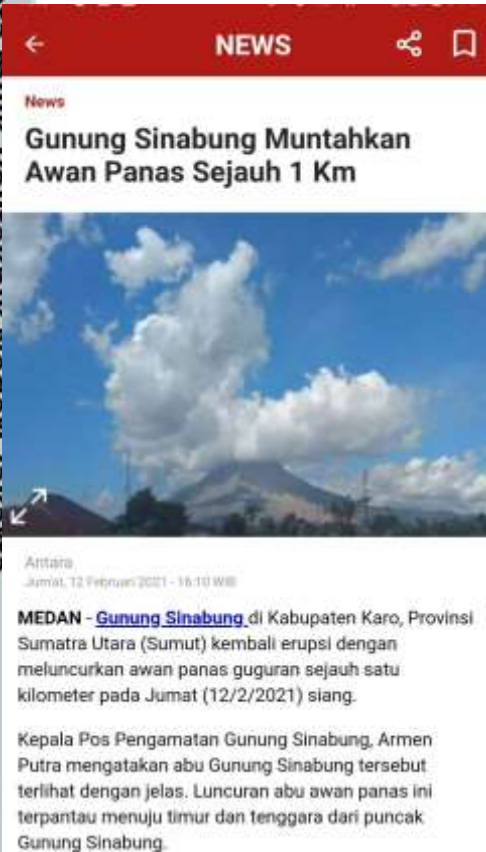 NEWS
News
Gunung Sinabung Muntahkan
Awan Panas Sejauh 1 Km
Antara
Jum'at, 12 Februari 2021 - 16:10 WIB
MEDAN - Gunung Sinabung di Kabupaten Karo, Provinsi
Sumatra Utara (Sumut) kembali erupsi dengan
meluncurkan awan panas guguran sejauh satu
kilometer pada Jumat (12/2/2021) siang.
Kepala Pos Pengamatan Gunung Sinabung, Armen
Putra mengatakan abu Gunung Sinabung tersebut
terlihat dengan jelas. Luncuran abu awan panas ini
terpantau menuju timur dan tenggara dari puncak
Gunung Sinabung.